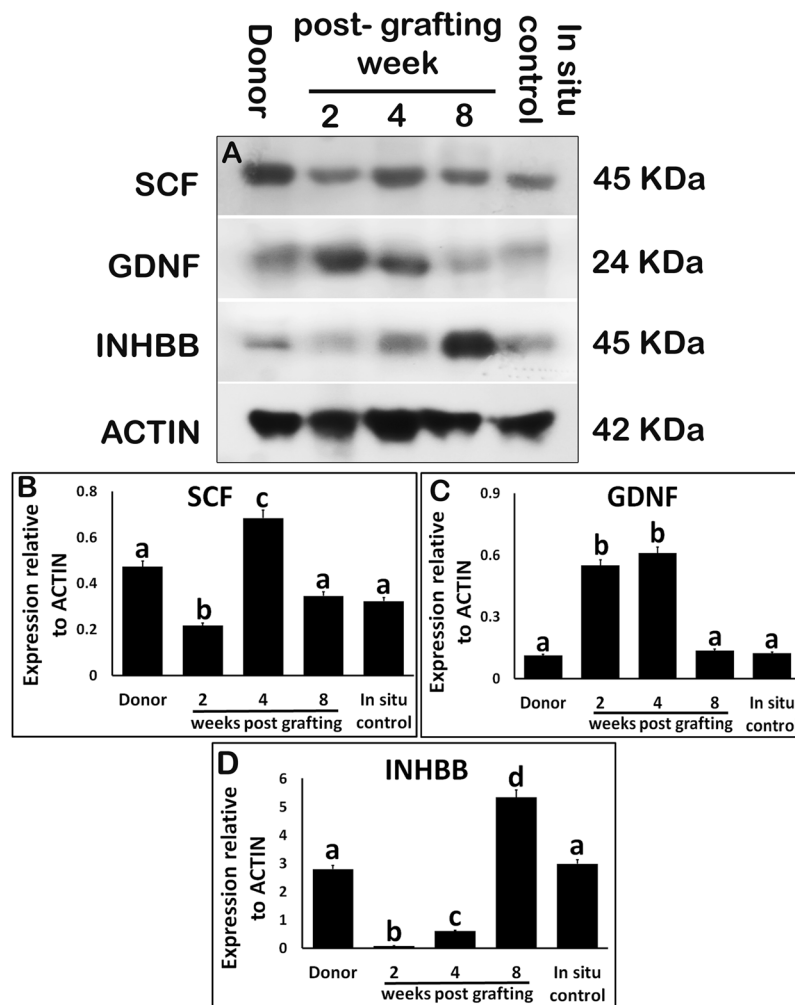 Donor
post- grafting
week
2 4 8
In situ
control
A
SCF 45 KDa
GDNF 24 KDa
INHBB 45 KDa
ACTIN 42 KDa
B
SCF
Expression relative
to ACTIN
0.8
0.6
0.4
0.2
0
a b c a a
Donor 2 4 8 In situ
weeks post grafting control
C
GDNF
Expression relative
to ACTIN
0.9
0.6
0.3
0
a b b a a
Donor 2 4 8 In situ
weeks post grafting control
D
INHBB
Expression relative
to ACTIN
6
5
4
3
2
1
0
a b c d a
Donor 2 4 8 In situ
weeks post grafting control